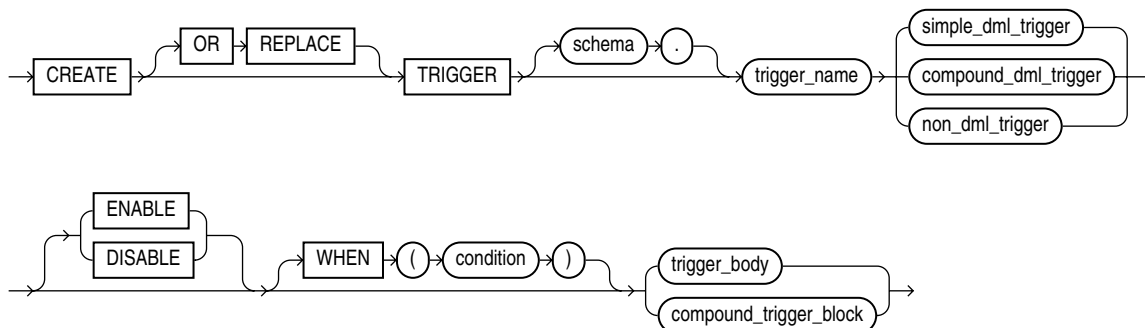 OR REPLACE
schema .
simple_dml_trigger
CREATE TRIGGER trigger_name compound_dml_trigger
non_dml_trigger
ENABLE
DISABLE
WHEN ( condition )
trigger_body
compound_trigger_block